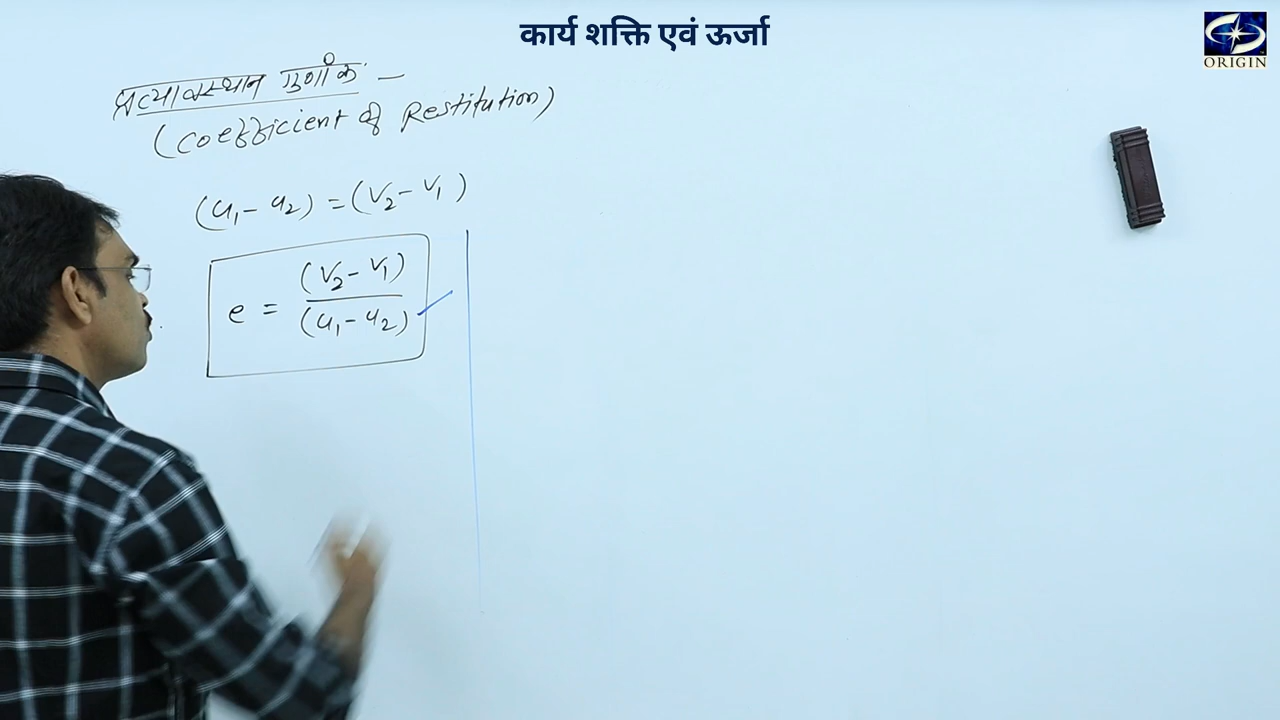 कार्य शक्ति एवं ऊर्जा
ORIGIN
प्रत्यावस्थान गुणांक -
(Coefficient of Restitution)
(u₁ - u₂) = (v₂ - v₁)
e = (v₂ - v₁) / (u₁ - u₂)